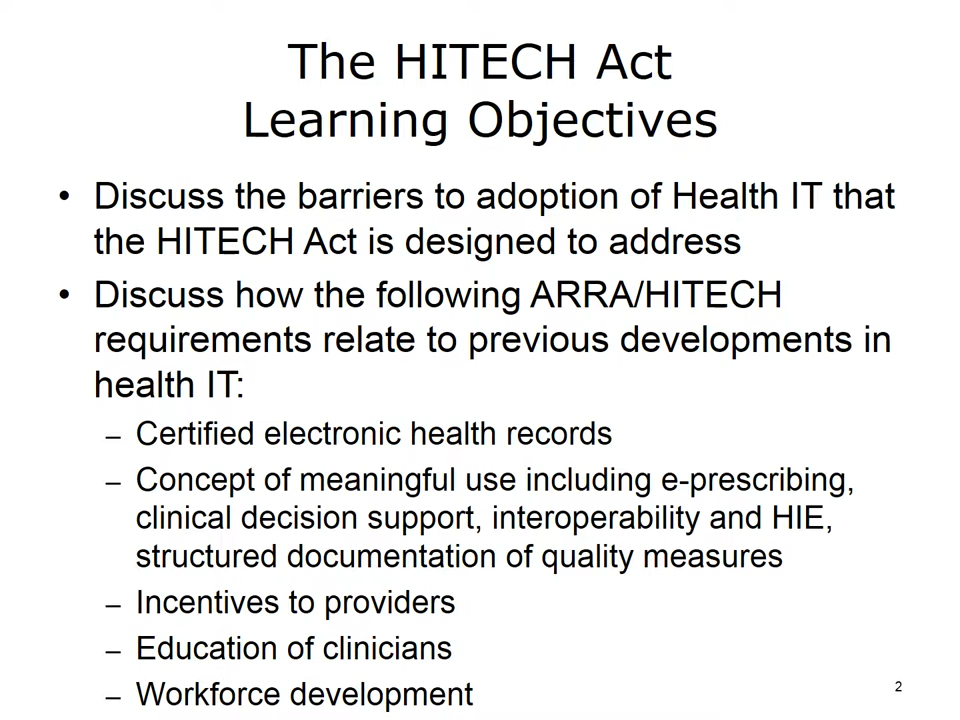 The HITECH Act
Learning Objectives
• Discuss the barriers to adoption of Health IT that
the HITECH Act is designed to address
• Discuss how the following ARRA/HITECH
requirements relate to previous developments in
health IT:
– Certified electronic health records
– Concept of meaningful use including e-prescribing,
clinical decision support, interoperability and HIE,
structured documentation of quality measures
– Incentives to providers
– Education of clinicians
– Workforce development
2